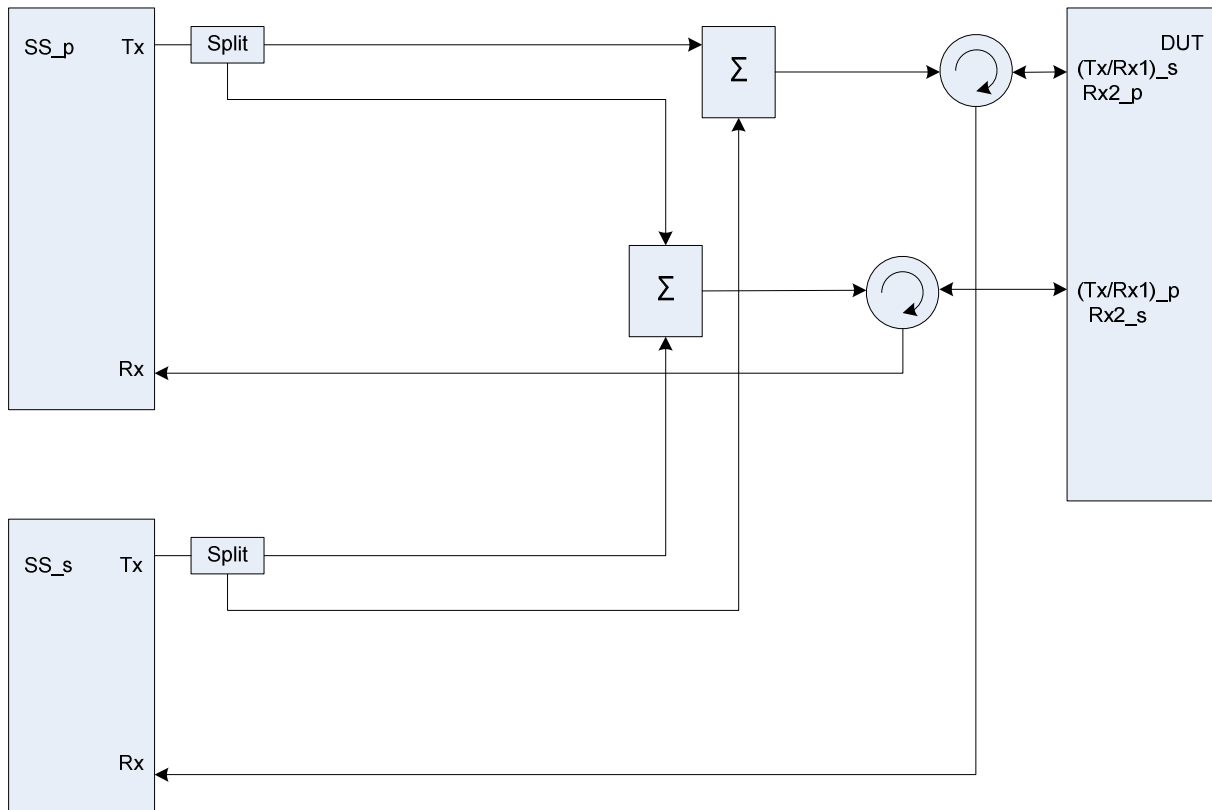 SS_p
Tx
Split
Σ
DUT
(Tx/Rx1)_s
Rx2_p
Σ
(Tx/Rx1)_p
Rx2_s
Rx
SS_s
Tx
Split
Rx